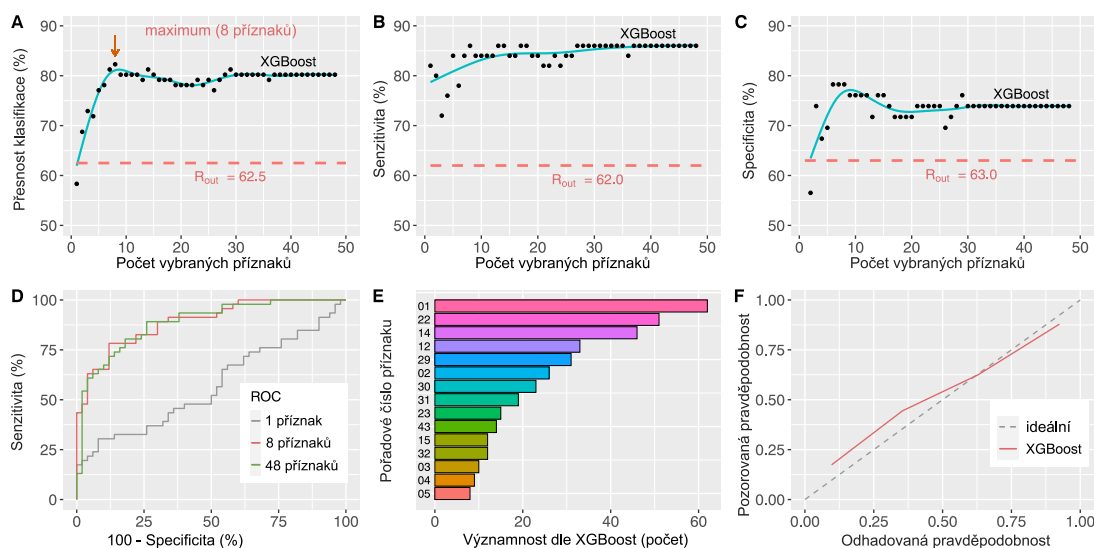 A
maximum (8 příznaků)
XGBoost
R_out = 62.5
Přesnost klasifikace (%)
100
90
80
70
60
50
0 10 20 30 40 50
Počet vybraných příznaků
B
XGBoost
R_out = 62.0
Senzitivita (%)
90
80
70
60
50
0 10 20 30 40 50
Počet vybraných příznaků
C
XGBoost
R_out = 63.0
Specificita (%)
90
80
70
60
50
0 10 20 30 40 50
Počet vybraných příznaků
D
Senzitivita (%)
100
75
50
25
0
0 25 50 75 100
100 - Specificita (%)
ROC
1 příznak
8 příznaků
48 příznaků
E
Pořadové číslo příznaku
01
22
14
12
29
02
30
31
23
43
15
32
03
04
05
0 20 40 60
Významnost dle XGBoost (počet)
F
Pozorovaná pravděpodobnost
1.00
0.75
0.50
0.25
0.00
0.00 0.25 0.50 0.75 1.00
Odhadovaná pravděpodobnost
ideální
XGBoost